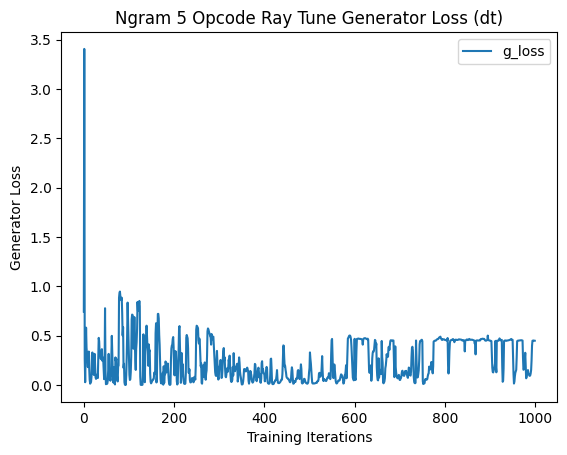 Ngram 5 Opcode Ray Tune Generator Loss (dt)
g_loss
Generator Loss
3.5
3.0
2.5
2.0
1.5
1.0
0.5
0.0
0 200 400 600 800 1000
Training Iterations